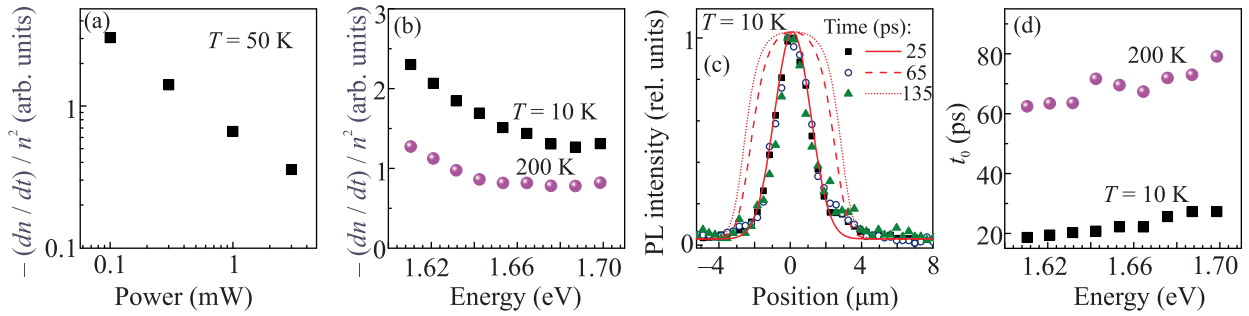 (a)
T = 50 K
− (dn / dt) / n² (arb. units)
1
0.1
0.1
1
Power (mW)
(b)
T = 10 K
200 K
− (dn / dt) / n² (arb. units)
3
2
1
0
1.62
1.66
1.70
Energy (eV)
T = 10 K
Time (ps):
25
65
135
(c)
PL intensity (rel. units)
1
0
−4
0
4
8
Position (μm)
(d)
200 K
T = 10 K
t₀ (ps)
80
60
40
20
1.62
1.66
1.70
Energy (eV)